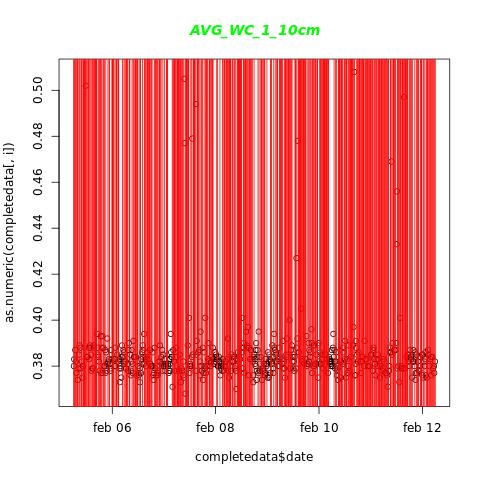 AVG_WC_1_10cm
as.numeric(completedata[, i])
0.50
0.48
0.46
0.44
0.42
0.40
0.38
feb 06
feb 08
feb 10
feb 12
completedata$date